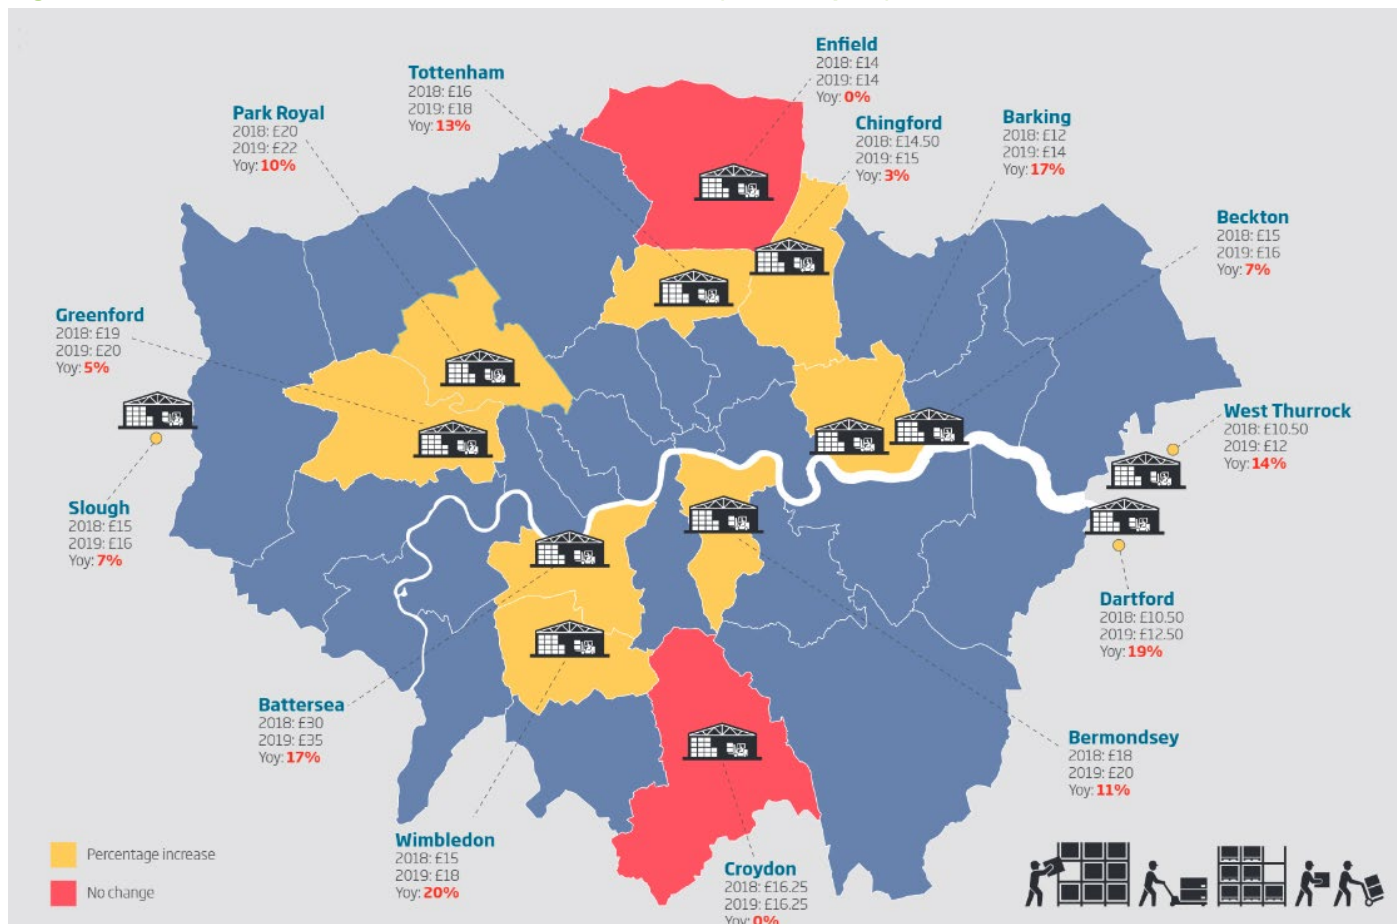 Enfield
2018: £14
2019: £14
Yoy: 0%
Tottenham
2018: £16
2019: £18
Yoy: 13%
Park Royal
2018: £20
2019: £22
Yoy: 10%
Chingford
2018: £14.50
2019: £15
Yoy: 3%
Barking
2018: £12
2019: £14
Yoy: 17%
Beckton
2018: £15
2019: £16
Yoy: 7%
Greenford
2018: £19
2019: £20
Yoy: 5%
West Thurrock
2018: £10.50
2019: £12
Yoy: 14%
Slough
2018: £15
2019: £16
Yoy: 7%
Dartford
2018: £10.50
2019: £12.50
Yoy: 19%
Battersea
2018: £30
2019: £35
Yoy: 17%
Bermondsey
2018: £18
2019: £20
Yoy: 11%
Wimbledon
2018: £15
2019: £18
Yoy: 20%
Croydon
2018: £16.25
2019: £16.25
Yoy: 0%
Percentage increase
No change